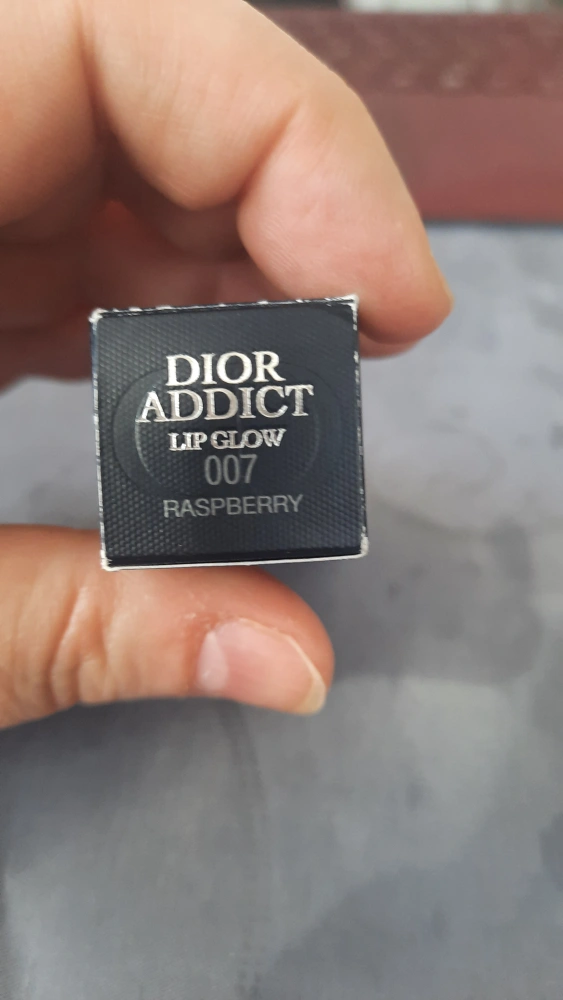 DIOR
ADDICT
LIP GLOW
007
RASPBERRY